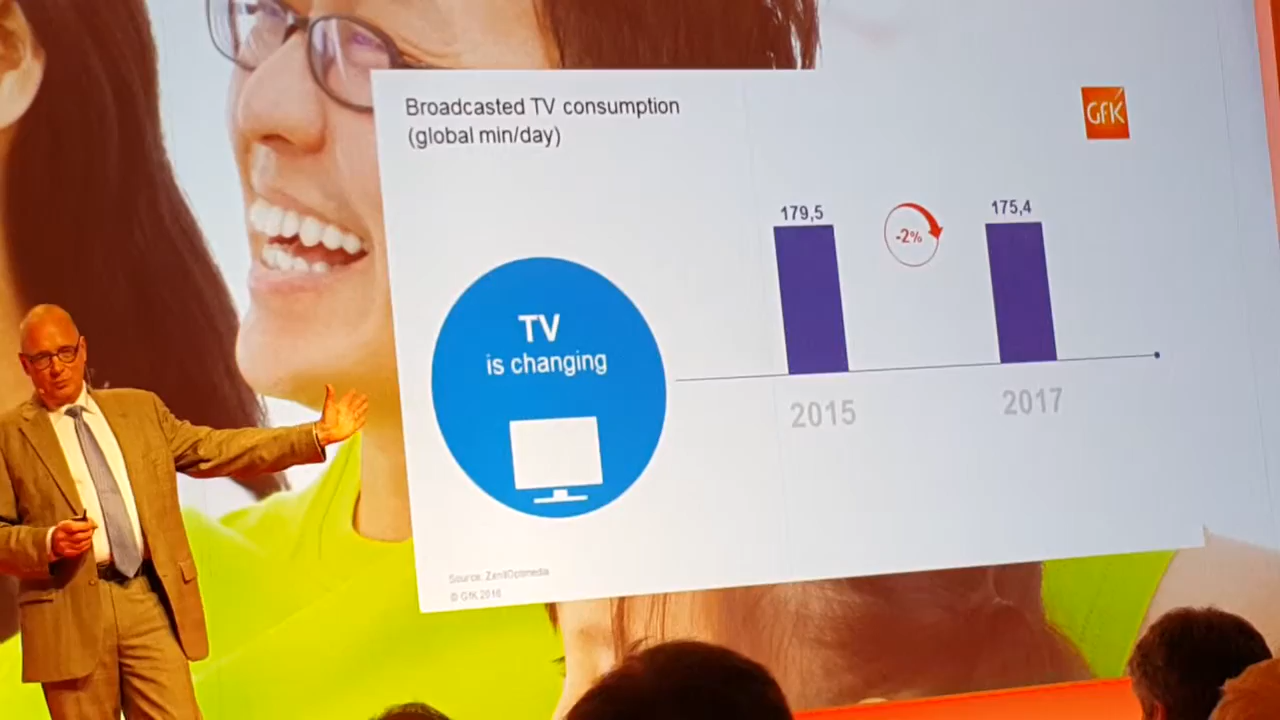 Broadcasted TV consumption
(global min/day)
GfK
179,5
-2%
175,4
TV
is changing
2015
2017
Source: ZenithOptimedia
© GfK 2016